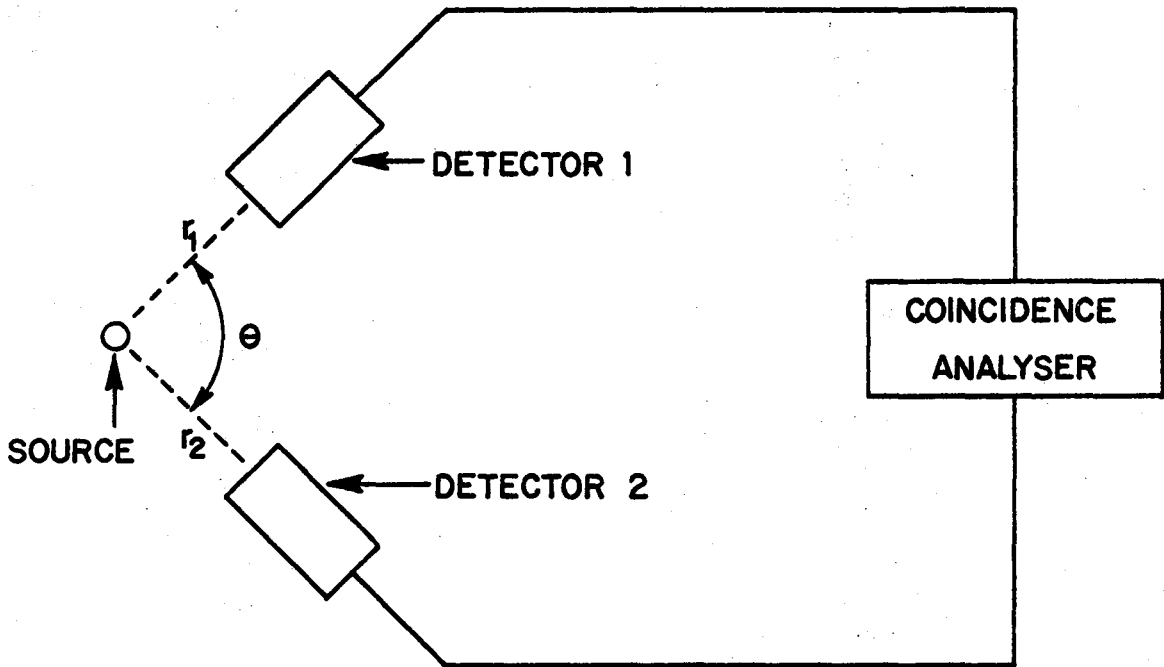 DETECTOR 1
r1
COINCIDENCE
ANALYSER
θ
SOURCE
r2
DETECTOR 2